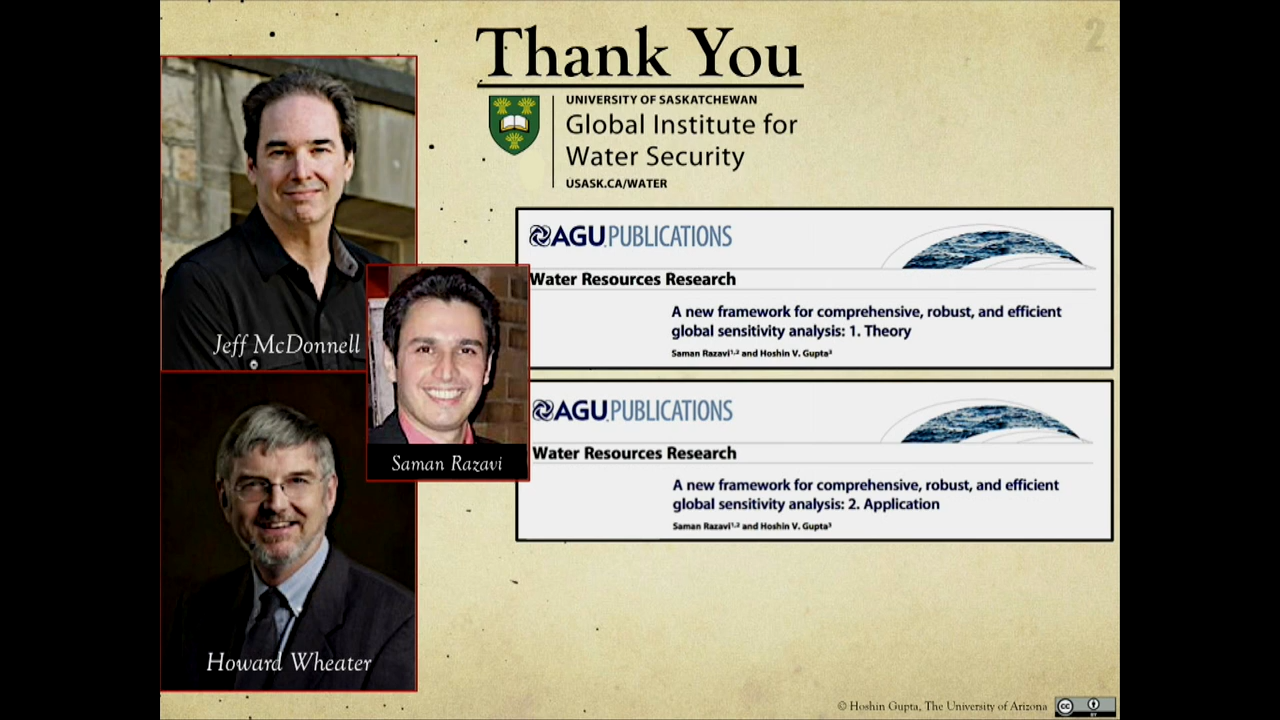 2
Thank You
UNIVERSITY OF SASKATCHEWAN
Global Institute for
Water Security
USASK.CA/WATER
Jeff McDonnell
Saman Razavi
Howard Wheater
AGU PUBLICATIONS
Water Resources Research
A new framework for comprehensive, robust, and efficient
global sensitivity analysis: 1. Theory
Saman Razavi¹,² and Hoshin V. Gupta³
AGU PUBLICATIONS
Water Resources Research
A new framework for comprehensive, robust, and efficient
global sensitivity analysis: 2. Application
Saman Razavi¹,² and Hoshin V. Gupta³
© Hoshin Gupta, The University of Arizona
cc
BY